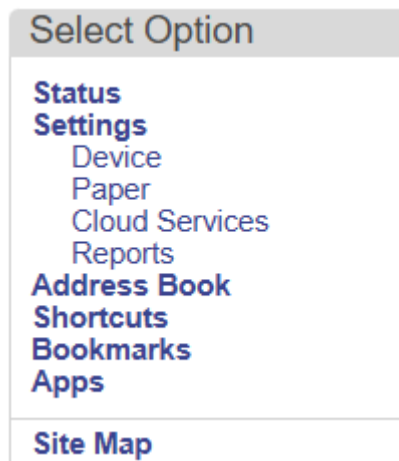 Select Option
Status
Settings
Device
Paper
Cloud Services
Reports
Address Book
Shortcuts
Bookmarks
Apps
Site Map